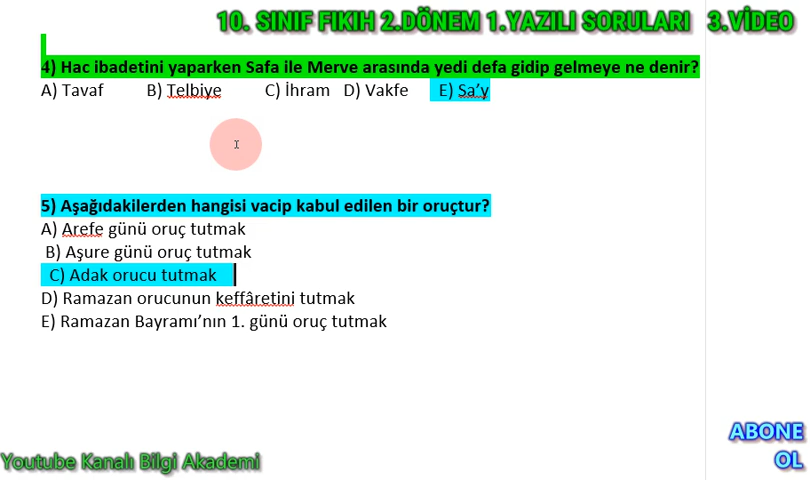 10. SINIF FIKIH 2.DÖNEM 1.YAZILI SORULARI 3.VİDEO
4) Hac ibadetini yaparken Safa ile Merve arasında yedi defa gidip gelmeye ne denir?
A) Tavaf B) Telbiye C) İhram D) Vakfe E) Sa’y
5) Aşağıdakilerden hangisi vacip kabul edilen bir oruçtur?
A) Arefe günü oruç tutmak
B) Aşure günü oruç tutmak
C) Adak orucu tutmak
D) Ramazan orucunun keffâretini tutmak
E) Ramazan Bayramı’nın 1. günü oruç tutmak
ABONE
OL
Youtube Kanalı Bilgi Akademi